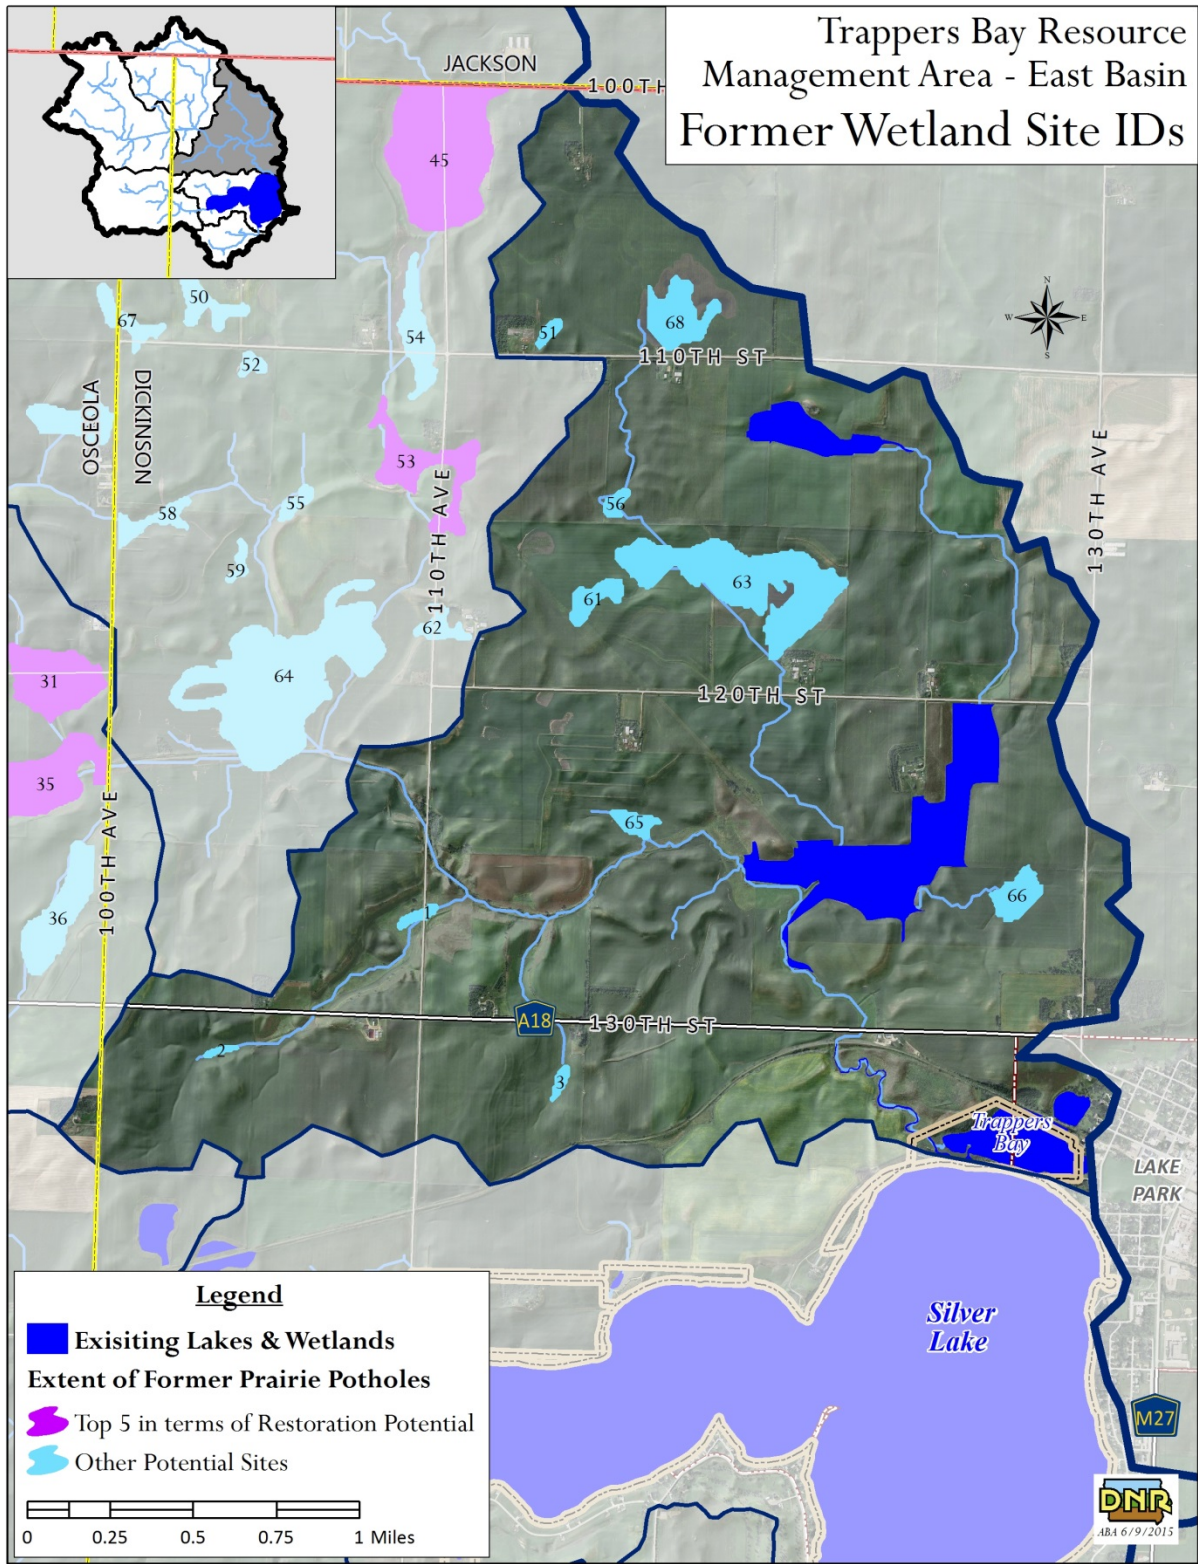 Trappers Bay Resource
Management Area - East Basin
Former Wetland Site IDs
JACKSON
100TH
45
N
W
E
S
50
67
54
51
68
52
110TH ST
OSCEOLA
DICKINSON
53
130TH AVE
58
55
56
110TH AVE
59
63
61
62
64
31
120TH ST
35
65
100TH AVE
36
1
66
A18
130TH ST
2
3
Trappers
Bay
LAKE
PARK
Silver
Lake
M27
Legend
Exisiting Lakes & Wetlands
Extent of Former Prairie Potholes
Top 5 in terms of Restoration Potential
Other Potential Sites
0 0.25 0.5 0.75 1 Miles
DNR
ABA 6/9/2015